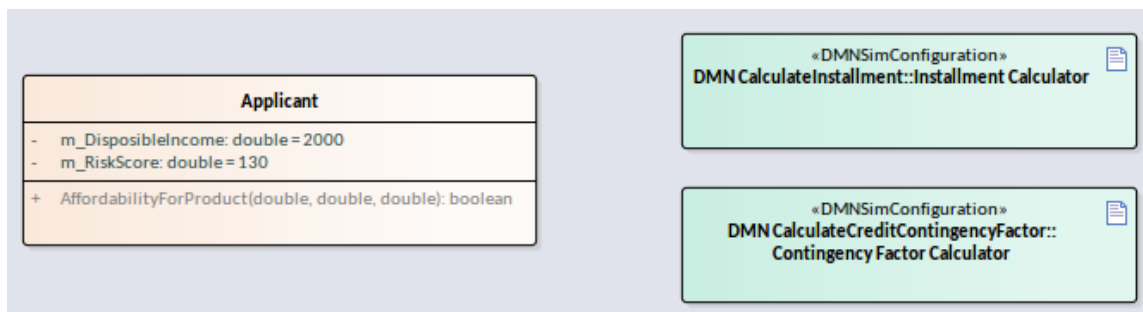 Applicant
- m_DisposibleIncome: double = 2000
- m_RiskScore: double = 130
+ AffordabilityForProduct(double, double, double): boolean
«DMNSimConfiguration»
DMN CalculateInstallment::Installment Calculator
«DMNSimConfiguration»
DMN CalculateCreditContingencyFactor::
Contingency Factor Calculator